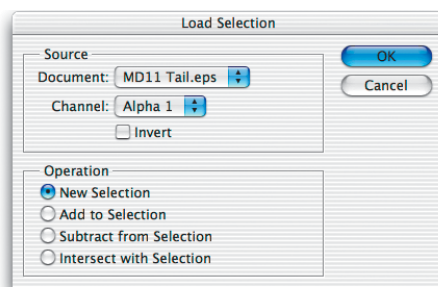 Load Selection
Source
Document: MD11 Tail.eps
Channel: Alpha 1
Invert
OK
Cancel
Operation
New Selection
Add to Selection
Subtract from Selection
Intersect with Selection